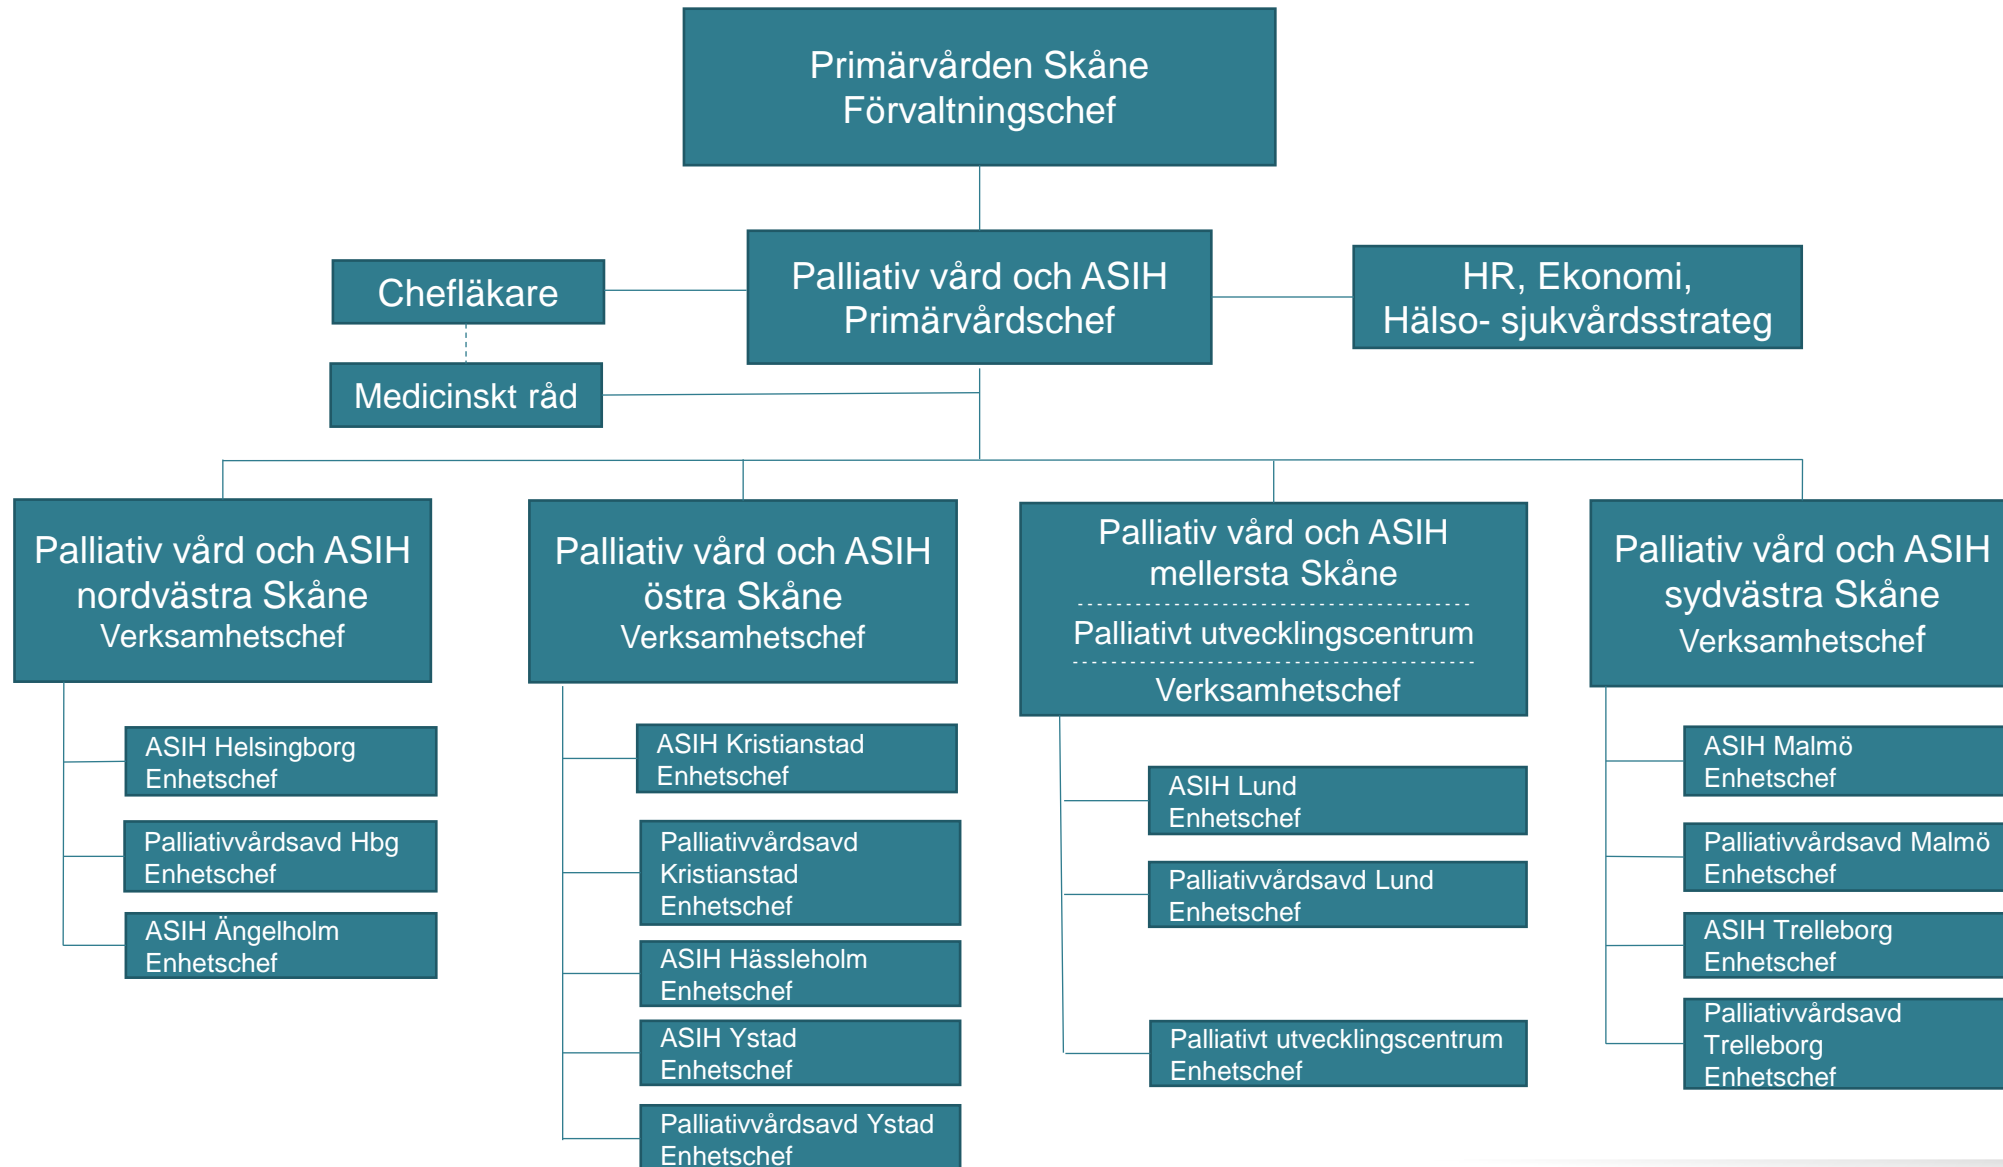 Primärvården Skåne
Förvaltningschef
Palliativ vård och ASIH
Primärvårdschef
Chefläkare
HR, Ekonomi,
Hälso- sjukvårdsstrateg
Medicinskt råd
Palliativ vård och ASIH
nordvästra Skåne
Verksamhetschef
ASIH Helsingborg
Enhetschef
Palliativvårdsavd Hbg
Enhetschef
ASIH Ängelholm
Enhetschef
Palliativ vård och ASIH
östra Skåne
Verksamhetschef
ASIH Kristianstad
Enhetschef
Palliativvårdsavd
Kristianstad
Enhetschef
ASIH Hässleholm
Enhetschef
ASIH Ystad
Enhetschef
Palliativvårdsavd Ystad
Enhetschef
Palliativ vård och ASIH
mellersta Skåne
Palliativt utvecklingscentrum
Verksamhetschef
ASIH Lund
Enhetschef
Palliativvårdsavd Lund
Enhetschef
Palliativt utvecklingscentrum
Enhetschef
Palliativ vård och ASIH
sydvästra Skåne
Verksamhetschef
ASIH Malmö
Enhetschef
Palliativvårdsavd Malmö
Enhetschef
ASIH Trelleborg
Enhetschef
Palliativvårdsavd
Trelleborg
Enhetschef